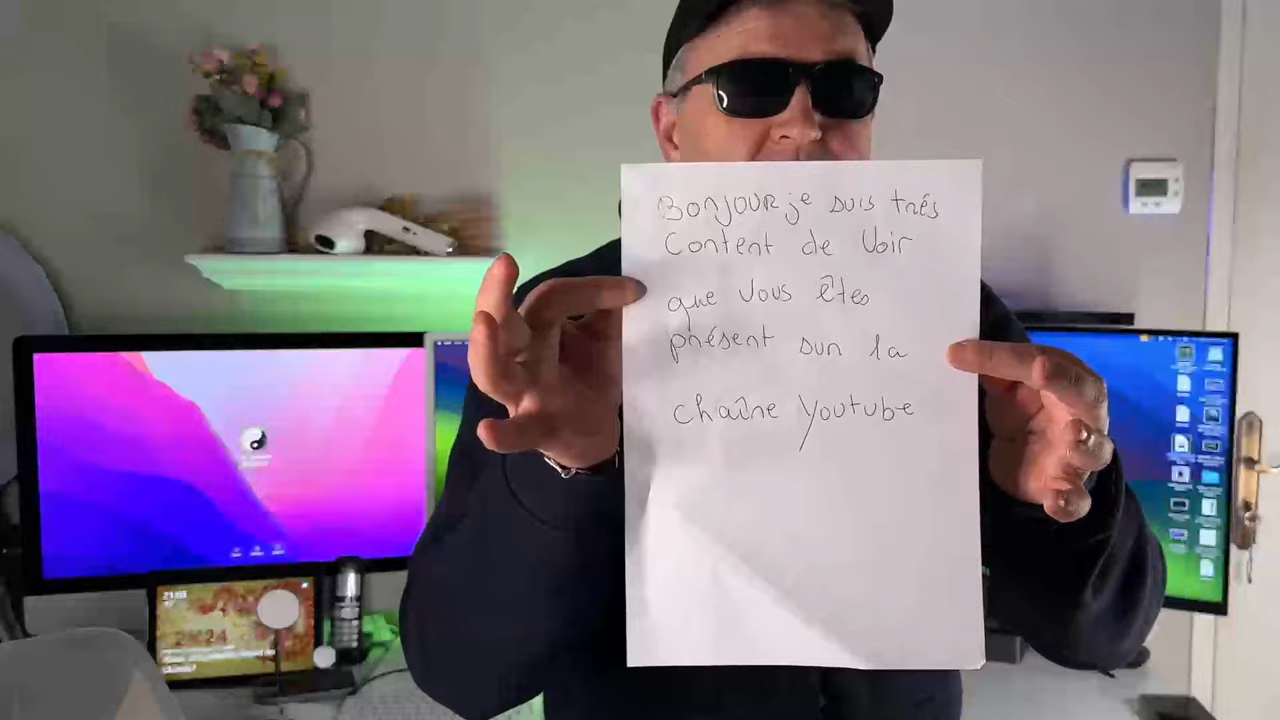 Bonjour je suis très
content de voir
que vous êtes
présent sur la
chaîne Youtube